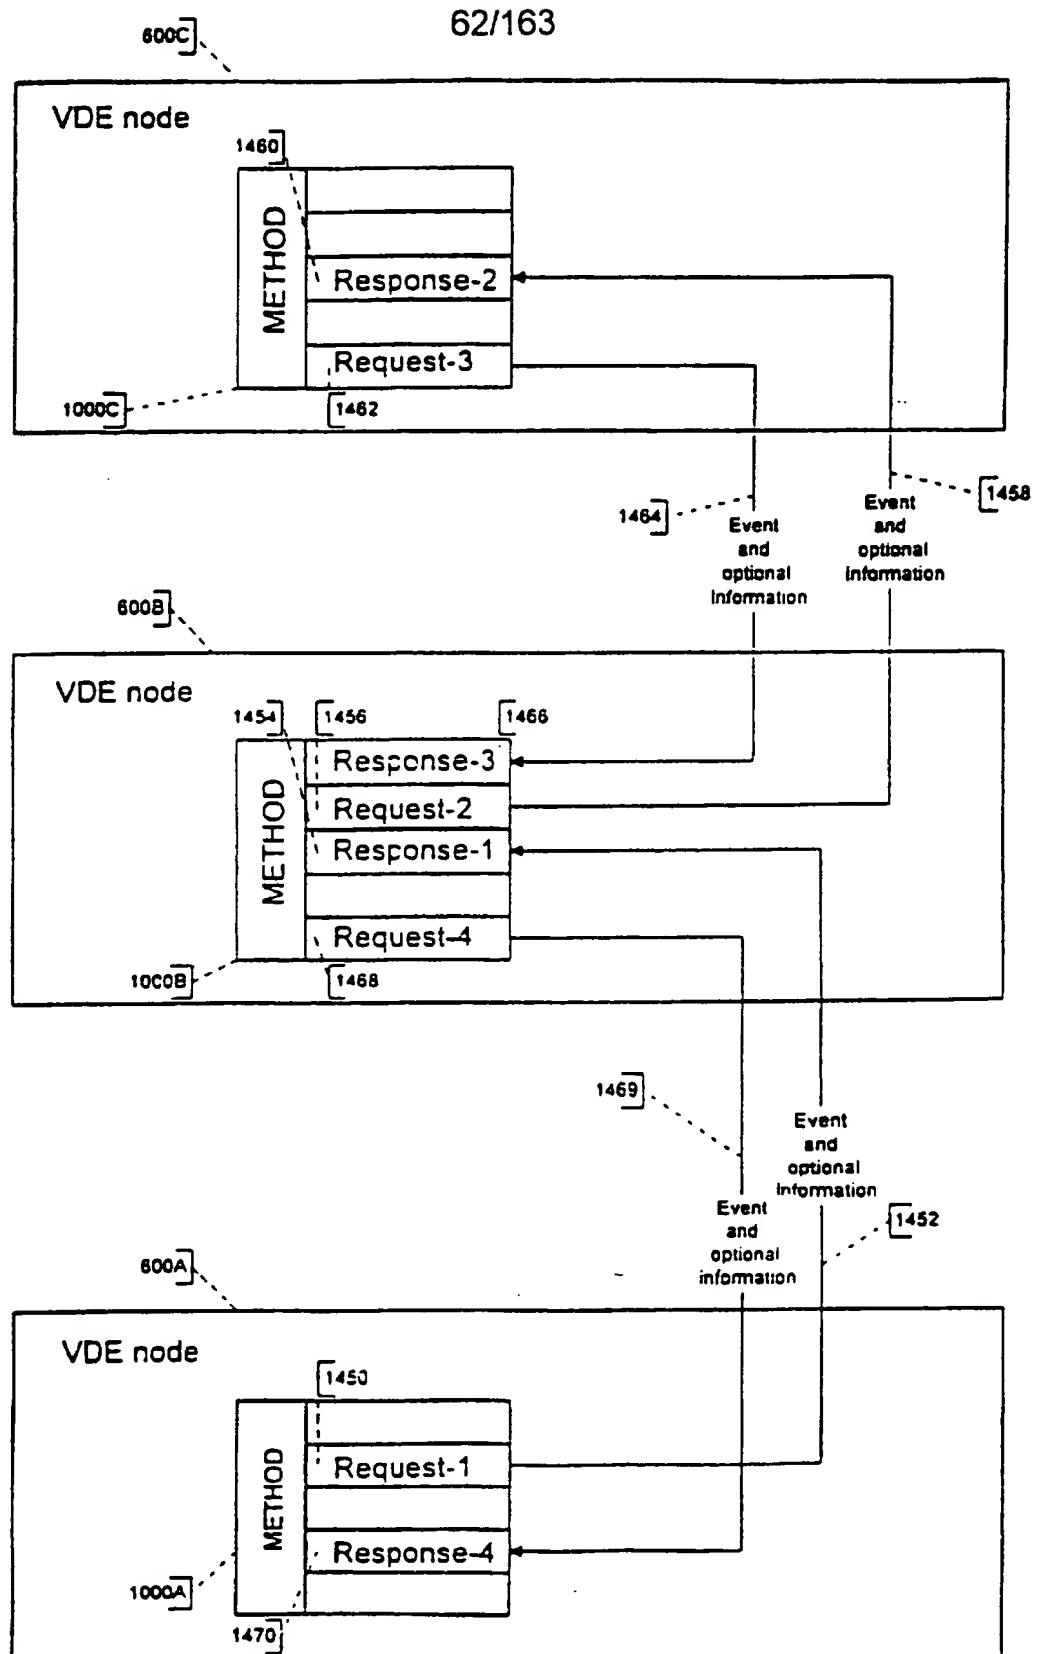 62/163
600C
VDE node
1460
METHOD
Response-2
Request-3
1000C
1462
1464
1458
Event
and
optional
Information
Event
and
optional
information
600B
VDE node
1454
1456
1466
METHOD
Response-3
Request-2
Response-1
Request-4
1000B
1468
1469
Event
and
optional
Information
Event
and
optional
information
1452
600A
VDE node
1450
METHOD
Request-1
Response-4
1000A
1470